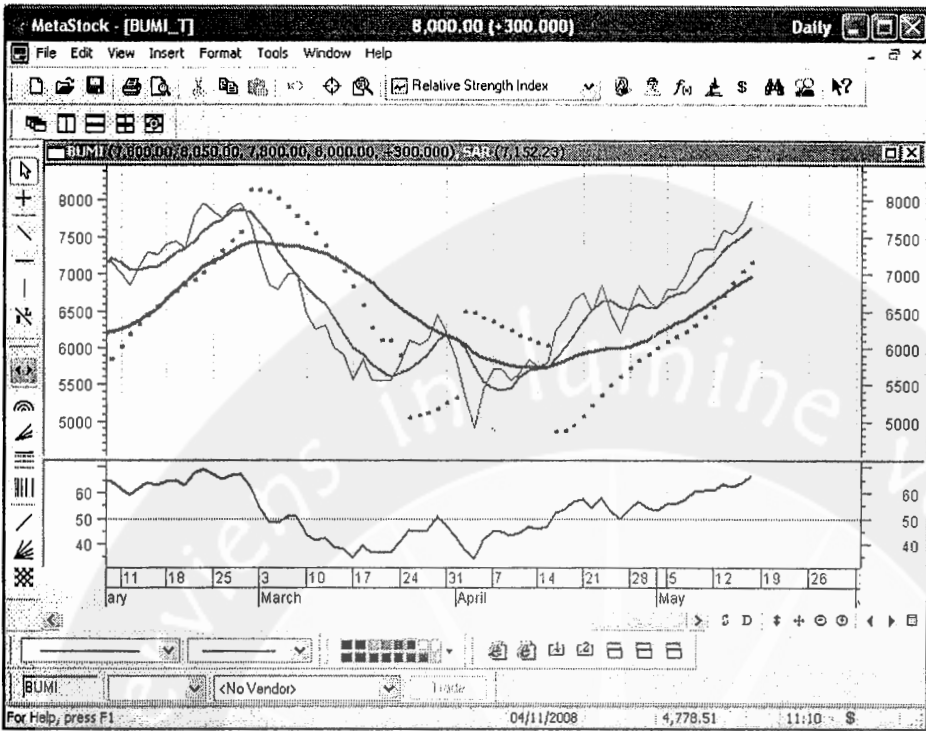 MetaStock - [BUMI_T] 8,000.00 (+300.000) Daily
File Edit View Insert Format Tools Window Help
Relative Strength Index
BUMI (7,800.00, 8,050.00, 7,800.00, 8,000.00, +300.000), SAR (7,152.23)
8000 8000
7500 7500
7000 7000
6500 6500
6000 6000
5500 5500
5000 5000
60 60
50 50
40 40
11 18 25 3 10 17 24 31 7 14 21 28 5 12 19 26
ary March April May
BUMI <No Vendor> Trade
For Help, press F1 04/11/2008 4,778.51 11:10 $
viens in lumine